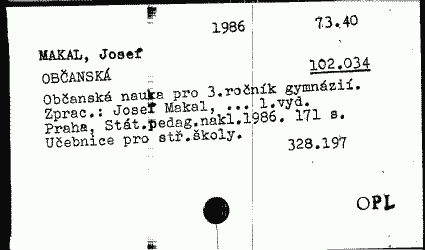 1986 73.40
MAKAL, Josef
OBČANSKÁ 102.034
Občanská nauka pro 3.ročník gymnázií.
Zprac.: Josef Makal, ... 1.vyd.
Praha, Stát.pedag.nakl.1986. 171 s.
Učebnice pro stř.školy.
328.197
OPL